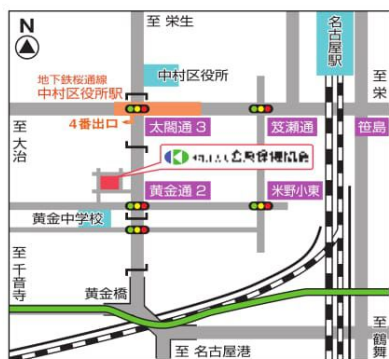 N
至 栄生
名古屋駅
中村区役所
地下鉄桜通線
中村区役所駅
至 栄
4番出口
太閤通3
笈瀬通
笹島
至 大治
黄金通2
米野小東
黄金中学校
至 千音寺
黄金橋
至 名古屋港
至 鶴舞